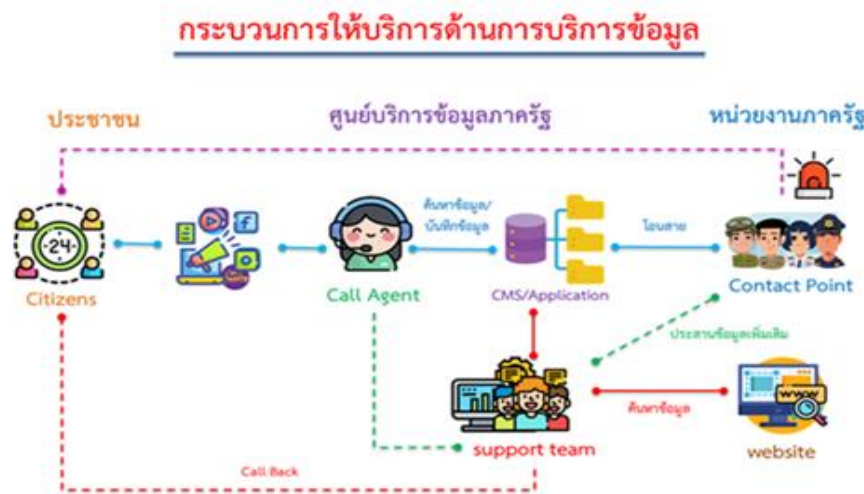 กระบวนการให้บริการด้านการบริการข้อมูล
ประชาชน
ศูนย์บริการข้อมูลภาครัฐ
หน่วยงานภาครัฐ
-24-
ค้นหาข้อมูล/
บันทึกข้อมูล
โอนสาย
Citizens
Call Agent
CMS/Application
Contact Point
ประสานข้อมูลเพิ่มเติม
www
ค้นหาข้อมูล
support team
website
Call Back